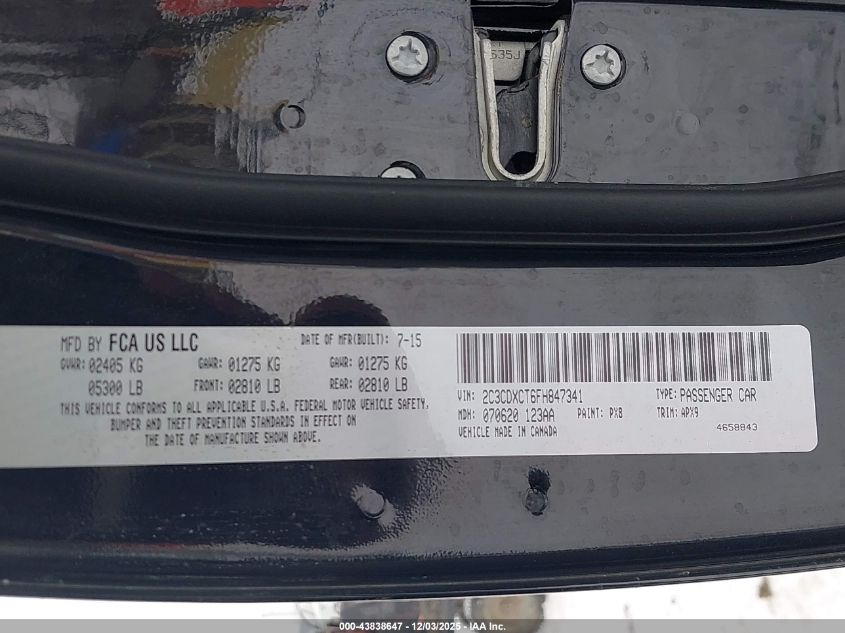 S35J
MFD BY FCA US LLC DATE OF MFR(BUILT): 7-15
GVWR: 02405 KG GAWR: 01275 KG GAWR: 01275 KG
05300 LB FRONT: 02810 LB REAR: 02810 LB
THIS VEHICLE CONFORMS TO ALL APPLICABLE U.S.A. FEDERAL MOTOR VEHICLE SAFETY,
BUMPER AND THEFT PREVENTION STANDARDS IN EFFECT ON
THE DATE OF MANUFACTURE SHOWN ABOVE.
VIN: 2C3CDXCT6FH847341 TYPE: PASSENGER CAR
MDH: 070620 123AA PAINT: PX8 TRIM: APX9
VEHICLE MADE IN CANADA 4658843
000-43838647 - 12/03/2025 - IAA Inc.